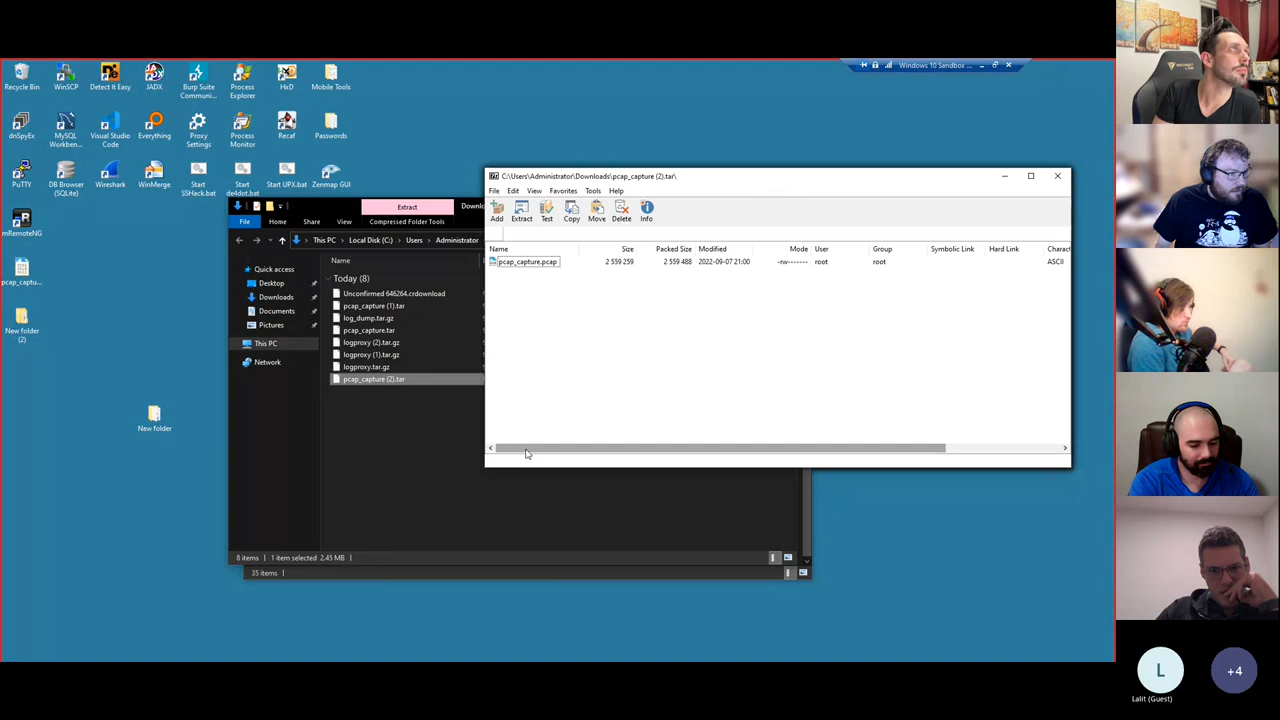 Windows 10 Sandbox ...
Recycle Bin
WinSCP
Detect It Easy
JADX
Burp Suite
Communi...
Process
Explorer
HxD
Mobile Tools
dnSpyEx
MySQL
Workben...
Visual Studio
Code
Everything
Proxy
Settings
Process
Monitor
Recaf
Passwords
PuTTY
DB Browser
(SQLite)
Wireshark
WinMerge
Start
SSHack.bat
Start
de4dot.bat
Start UPX.bat
Zenmap GUI
mRemoteNG
pcap_captu...
New folder
(2)
New folder
Extract
Downlo
File
Home
Share
View
Compressed Folder Tools
This PC
Local Disk (C:)
Users
Administrator
Name
Quick access
Desktop
Downloads
Documents
Pictures
This PC
Network
Today (8)
Unconfirmed 646264.crdownload
pcap_capture (1).tar
log_dump.tar.gz
pcap_capture.tar
logproxy (2).tar.gz
logproxy (1).tar.gz
logproxy.tar.gz
pcap_capture (2).tar
8 items
1 item selected 2.45 MB
35 items
C:\Users\Administrator\Downloads\pcap_capture (2).tar\
File Edit View Favorites Tools Help
Add Extract Test Copy Move Delete Info
Name Size Packed Size Modified Mode User Group Symbolic Link Hard Link Charact
pcap_capture.pcap 2 559 259 2 559 488 2022-09-07 21:00 -rw------- root root ASCII
L
Lalit (Guest)
+4